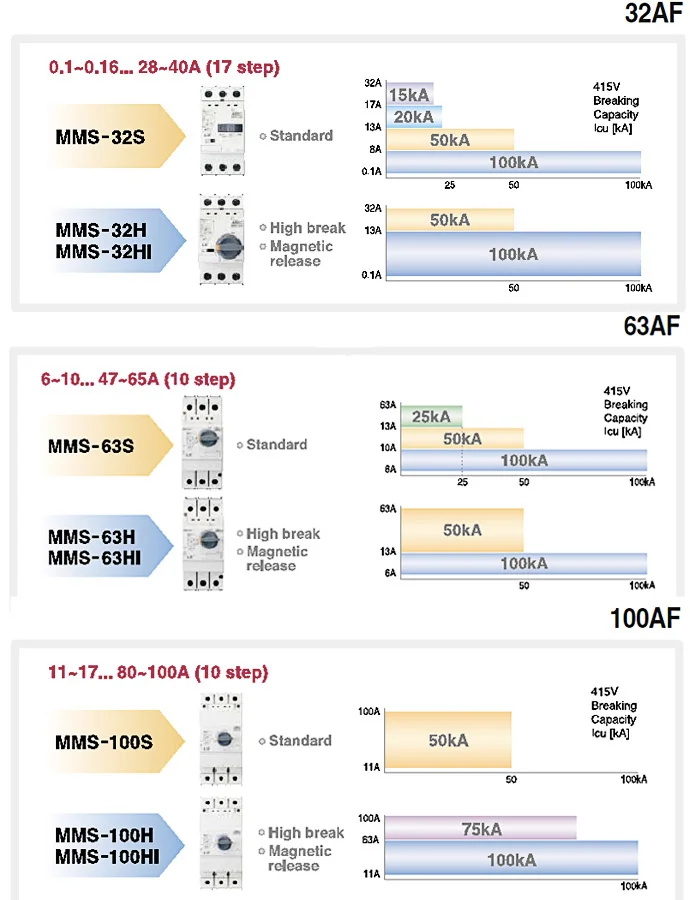 32AF
0.1~0.16... 28~40A (17 step)
MMS-32S
Standard
32A
17A
13A
8A
0.1A
15kA
20kA
50kA
100kA
25
50
100kA
415V
Breaking
Capacity
Icu [kA]
MMS-32H
MMS-32HI
High break
Magnetic
release
32A
13A
0.1A
50kA
100kA
50
100kA
63AF
6~10... 47~65A (10 step)
MMS-63S
Standard
63A
13A
10A
8A
25kA
50kA
100kA
25
50
100kA
415V
Breaking
Capacity
Icu [kA]
MMS-63H
MMS-63HI
High break
Magnetic
release
63A
13A
6A
50kA
100kA
50
100kA
100AF
11~17... 80~100A (10 step)
MMS-100S
Standard
100A
11A
50kA
50
100kA
415V
Breaking
Capacity
Icu [kA]
MMS-100H
MMS-100HI
High break
Magnetic
release
100A
63A
11A
75kA
100kA
50
100kA